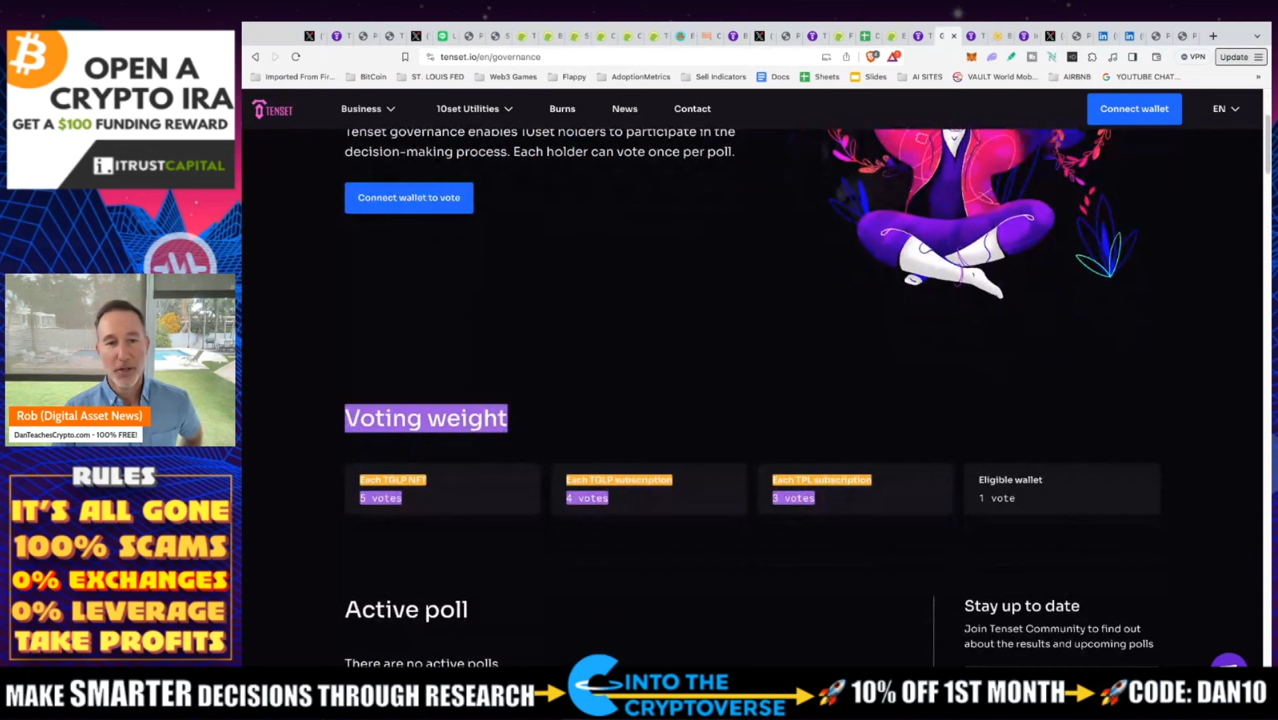 OPEN A
CRYPTO IRA
GET A $100 FUNDING REWARD
i. ITRUSTCAPITAL
Rob (Digital Asset News)
DanTeachesCrypto.com - 100% FREE!
RULES
IT'S ALL GONE
100% SCAMS
0% EXCHANGES
0% LEVERAGE
TAKE PROFITS
tenset.io/en/governance
VPN
Update
Imported From Fir...
BitCoin
ST. LOUIS FED
Web3 Games
Flappy
AdoptionMetrics
Sell Indicators
Docs
Sheets
Slides
AI SITES
VAULT World Mob...
AIRBNB
YOUTUBE CHAT...
TENSET
Business
10set Utilities
Burns
News
Contact
Connect wallet
EN
Tenset governance enables 10set holders to participate in the
decision-making process. Each holder can vote once per poll.
Connect wallet to vote
Voting weight
Each TGLP NFT
5 votes
Each TGLP subscription
4 votes
Each TPL subscription
3 votes
Eligible wallet
1 vote
Active poll
There are no active polls
Stay up to date
Join Tenset Community to find out
about the results and upcoming polls
MAKE SMARTER DECISIONS THROUGH RESEARCH
INTO THE
CRYPTOVERSE
10% OFF 1ST MONTH
CODE: DAN10